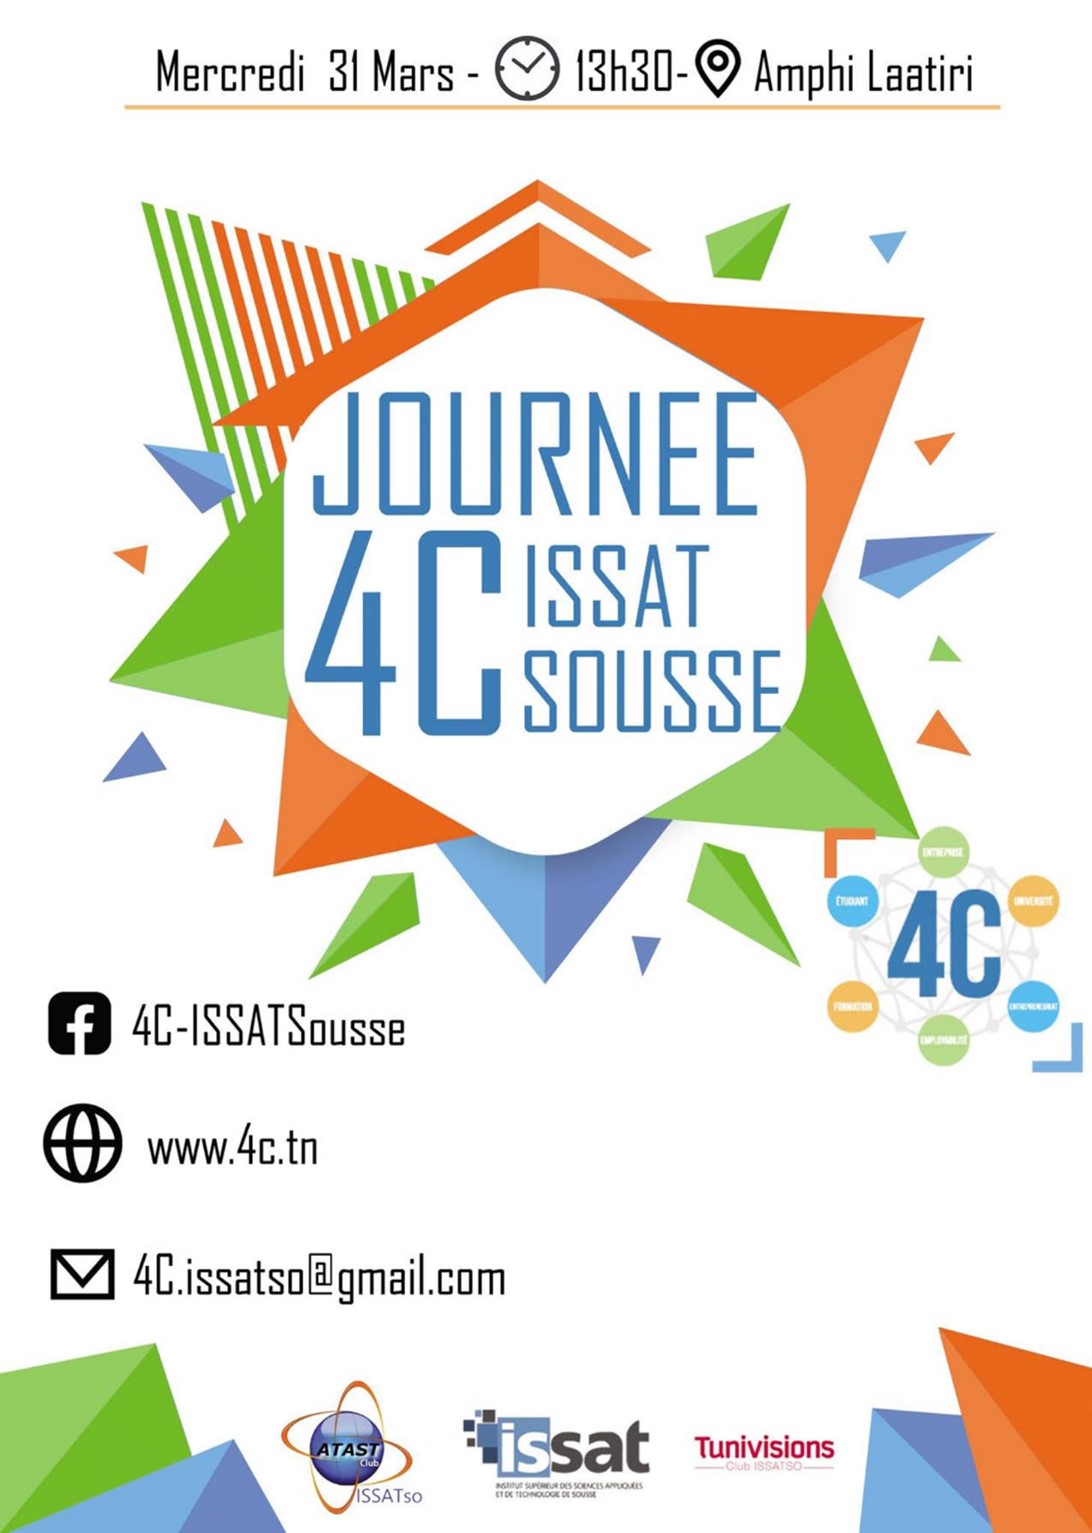 Mercredi 31 Mars - 13h30- Amphi Laatiri
JOURNEE
4C ISSAT
SOUSSE
ENTREPRISE
ÉTUDIANT
UNIVERSITÉ
4C
FORMATION
ENTREPRENEURIAT
EMPLOYABILITÉ
4C-ISSATSousse
www.4c.tn
4C.issatso@gmail.com
ATAST
Club
ISSATso
issat
INSTITUT SUPÉRIEUR DES SCIENCES APPLIQUÉES
ET DE TECHNOLOGIE DE SOUSSE
Tunivisions
Club ISSATSO